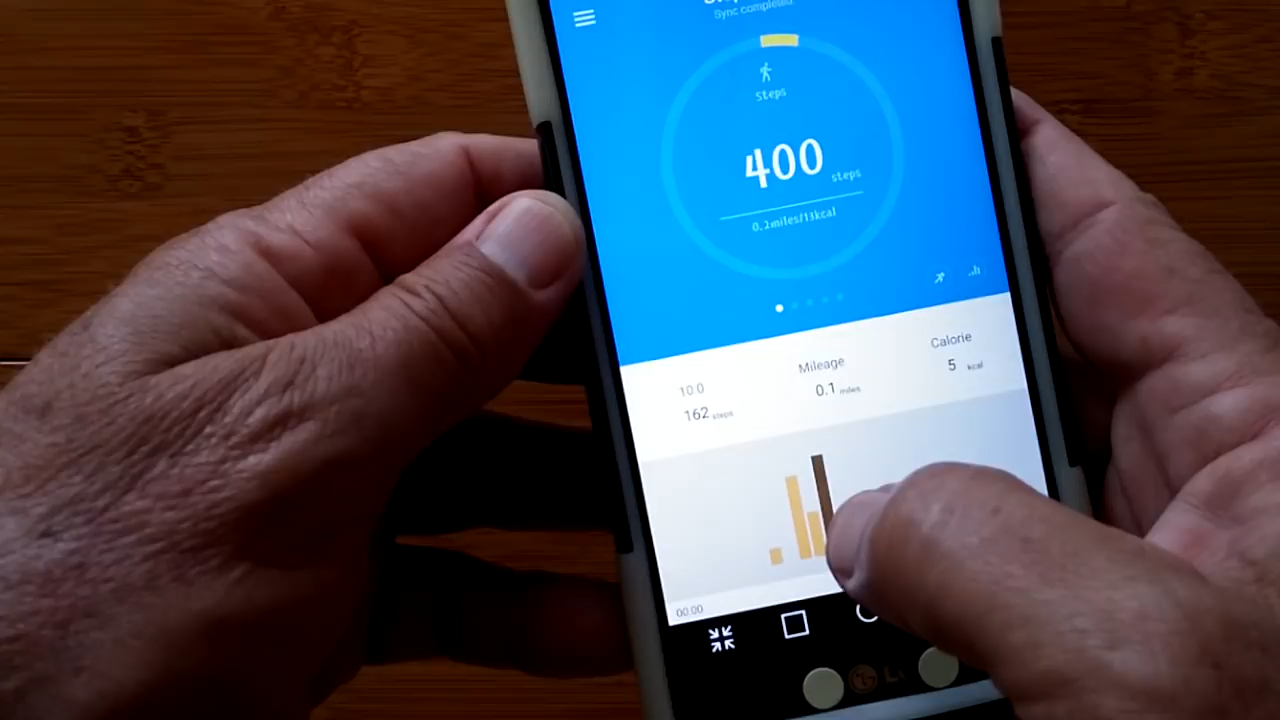 Sync completed.
Steps
400 steps
0.2miles/13kcal
10:0
162 steps
Mileage
0.1 miles
Calorie
5 kcal
00:00